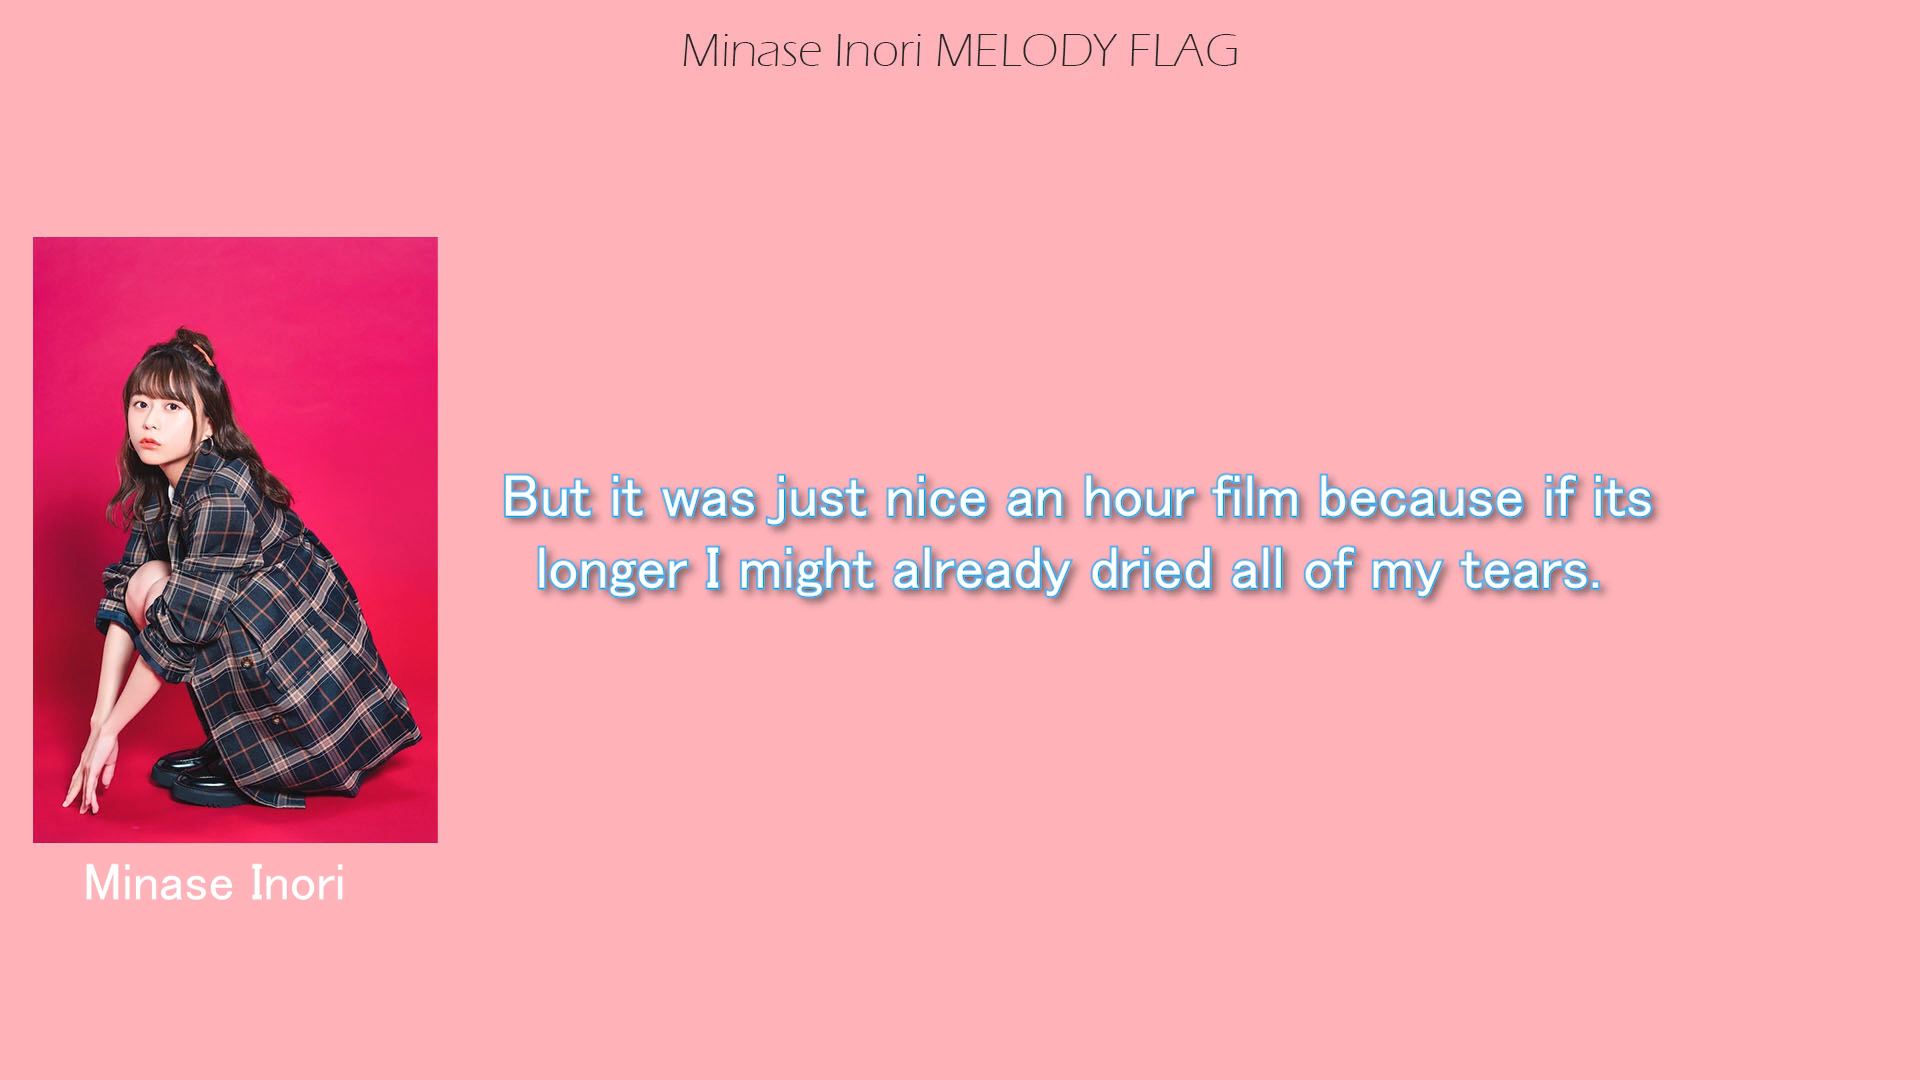 Minase Inori MELODY FLAG
But it was just nice an hour film because if its
longer I might already dried all of my tears.
Minase Inori